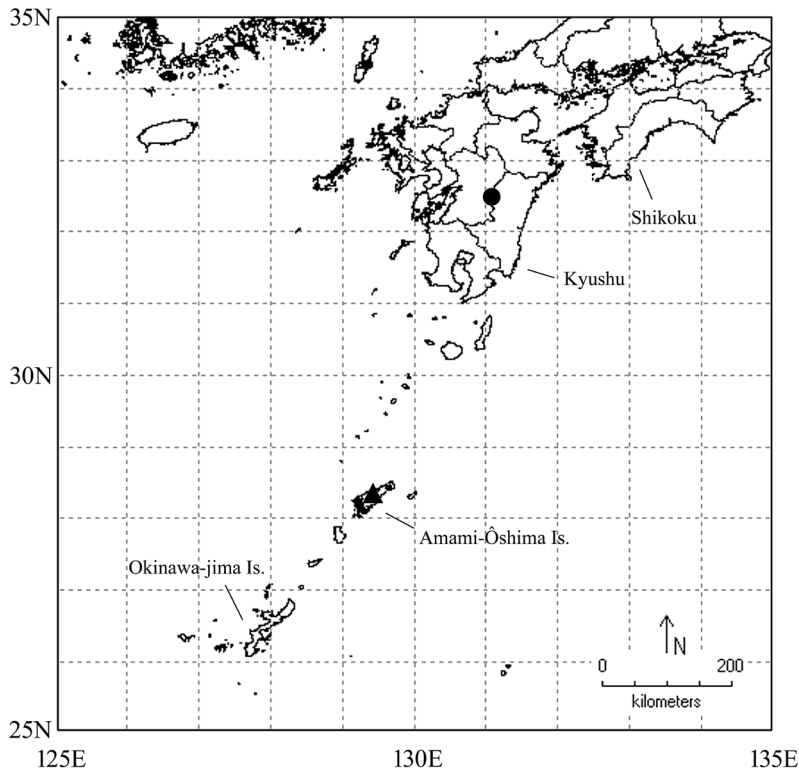 35N
Shikoku
Kyushu
30N
Amami-Ôshima Is.
Okinawa-jima Is.
N
0 200
kilometers
25N
125E 130E 135E